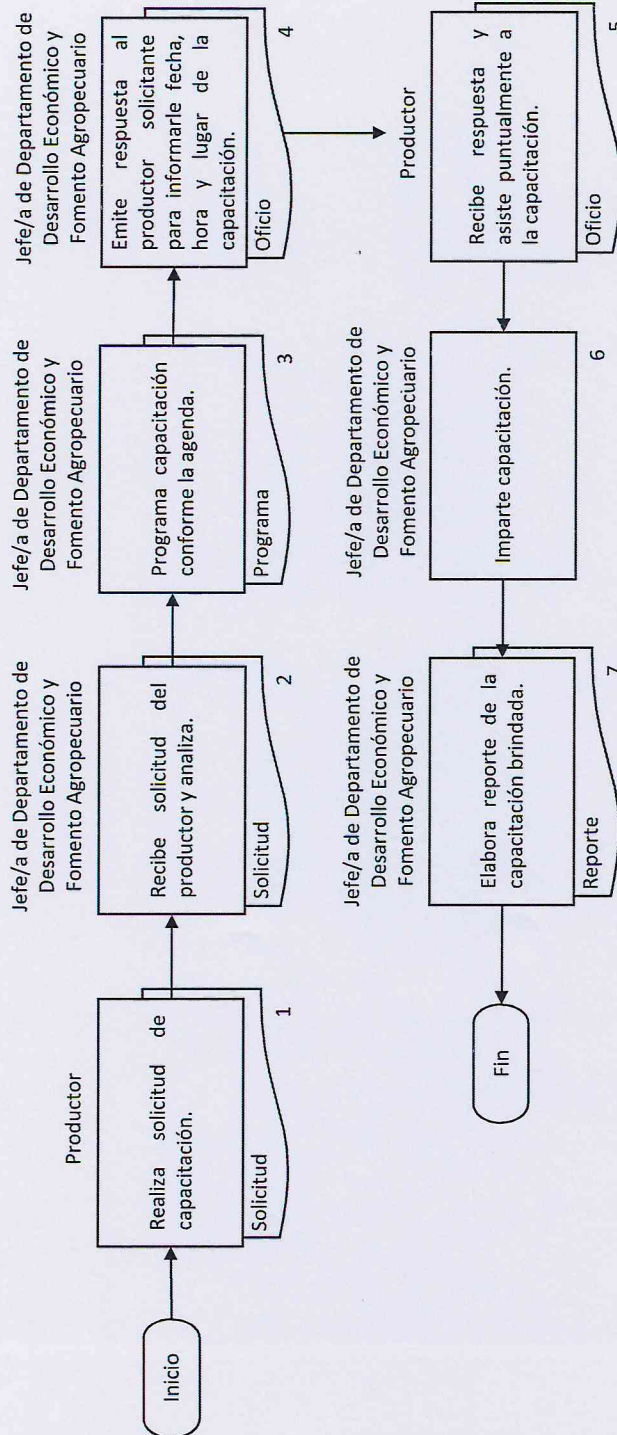 Inicio
Productor
Realiza solicitud de
capacitación.
Solicitud
1
Jefe/a de Departamento de
Desarrollo Económico y
Fomento Agropecuario
Recibe solicitud del
productor y analiza.
Solicitud
2
Jefe/a de Departamento de
Desarrollo Económico y
Fomento Agropecuario
Programa capacitación
conforme la agenda.
Programa
3
Jefe/a de Departamento de
Desarrollo Económico y
Fomento Agropecuario
Emite respuesta al
productor solicitante
para informarle fecha,
hora y lugar de la
capacitación.
Oficio
4
Productor
Recibe respuesta y
asiste puntualmente a
la capacitación.
Oficio
5
Jefe/a de Departamento de
Desarrollo Económico y
Fomento Agropecuario
Imparte capacitación.
6
Jefe/a de Departamento de
Desarrollo Económico y
Fomento Agropecuario
Elabora reporte de la
capacitación brindada.
Reporte
7
Fin